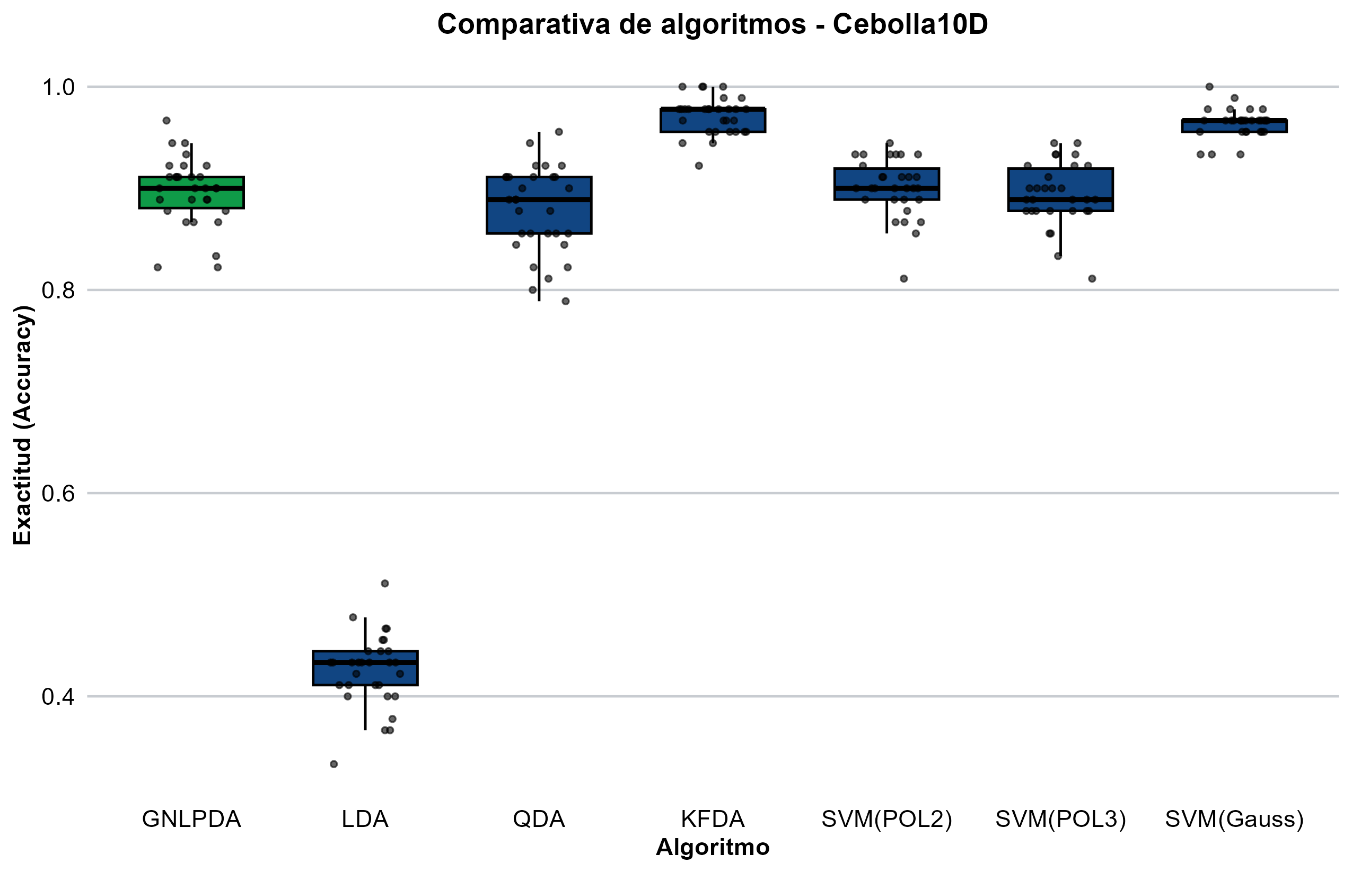 Comparativa de algoritmos - Cebolla10D
Exactitud (Accuracy)
1.0
0.8
0.6
0.4
GNLPDA LDA QDA KFDA SVM(POL2) SVM(POL3) SVM(Gauss)
Algoritmo